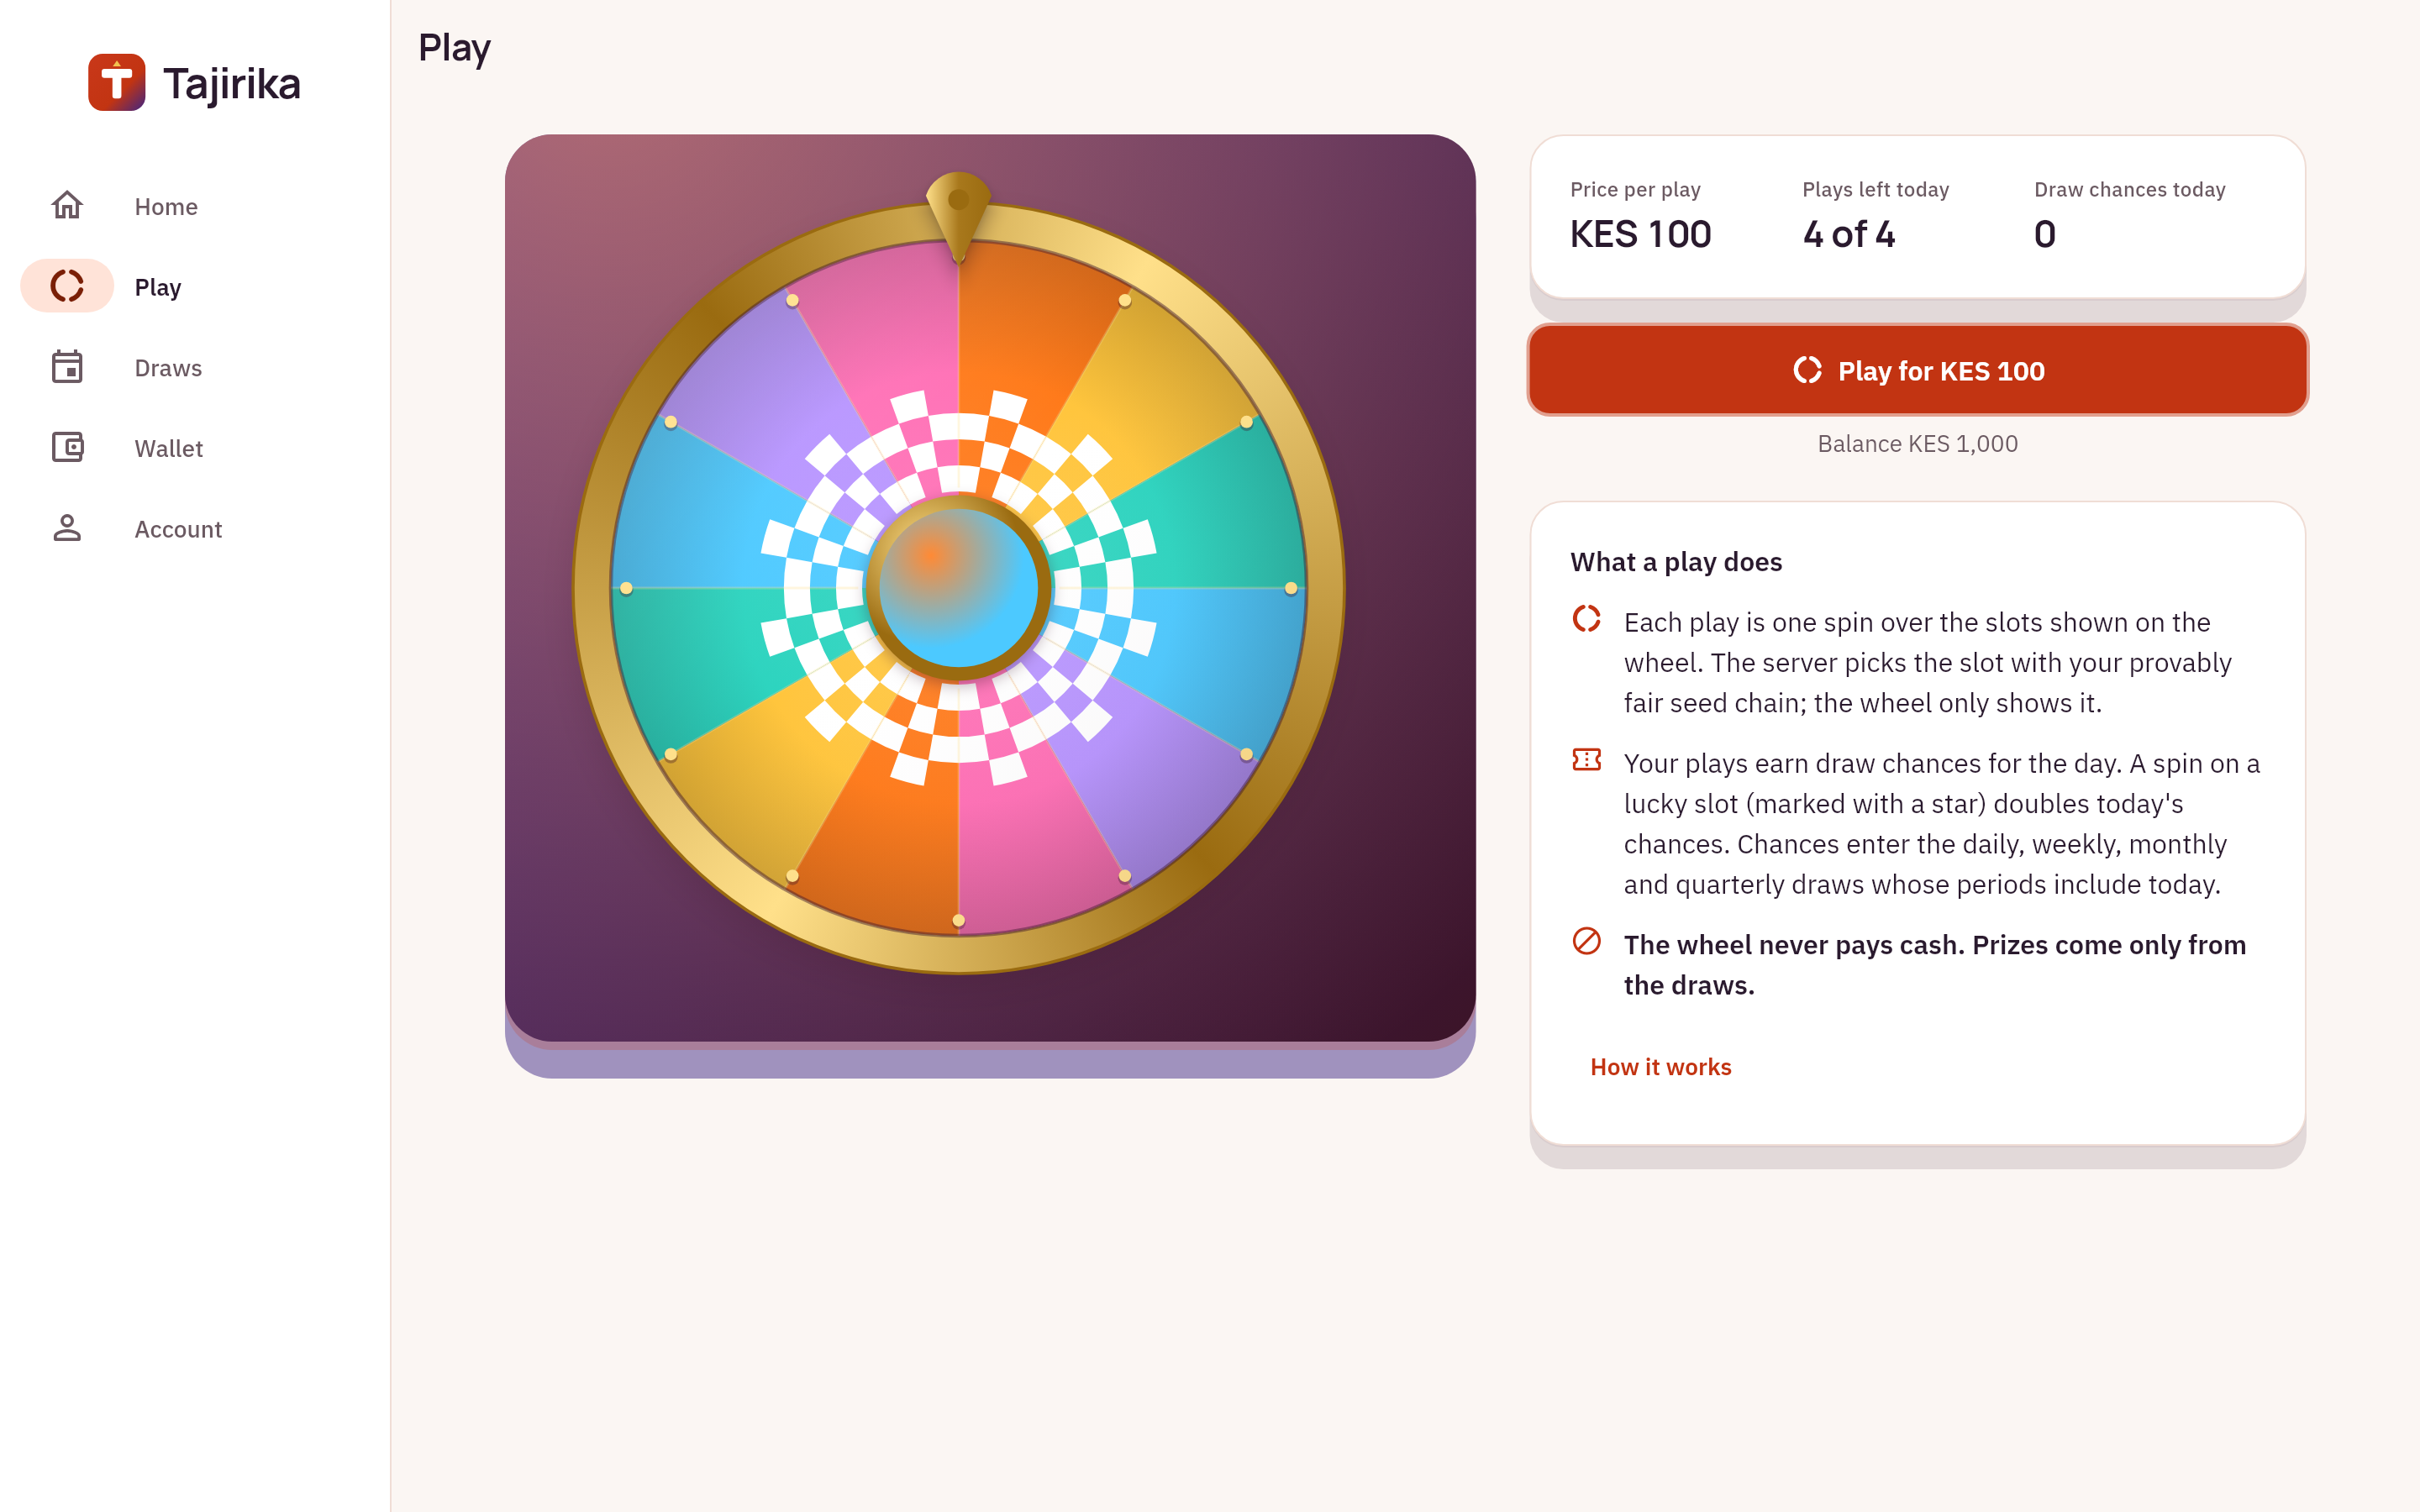 Tajirika
Home
Play
Draws
Wallet
Account
Play
Price per play
KES 100
Plays left today
4 of 4
Draw chances today
0
Play for KES 100
Balance KES 1,000
What a play does
Each play is one spin over the slots shown on the
wheel. The server picks the slot with your provably
fair seed chain; the wheel only shows it.
Your plays earn draw chances for the day. A spin on a
lucky slot (marked with a star) doubles today's
chances. Chances enter the daily, weekly, monthly
and quarterly draws whose periods include today.
The wheel never pays cash. Prizes come only from
the draws.
How it works